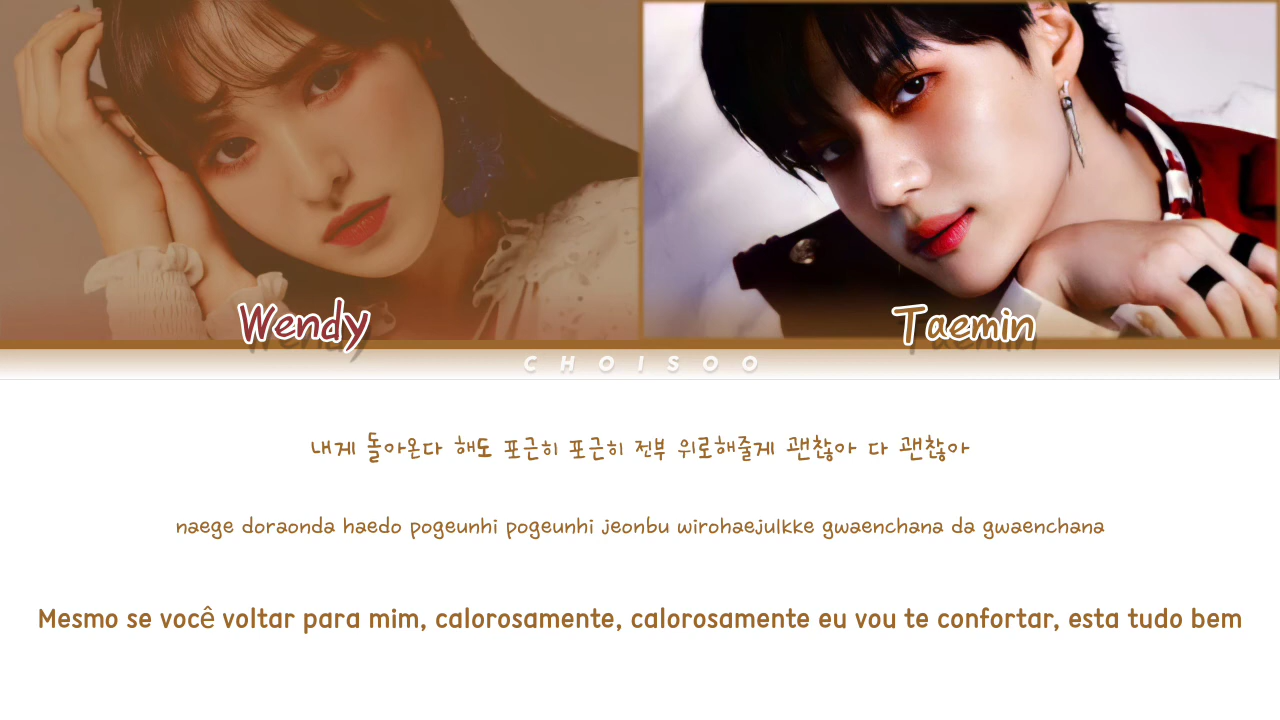 Wendy
Taemin
CHOISOO
내게 돌아온다 해도 포근히 포근히 전부 위로해줄게 괜찮아 다 괜찮아
naege doraonda haedo pogeunhi pogeunhi jeonbu wirohaejulkke gwaenchana da gwaenchana
Mesmo se você voltar para mim, calorosamente, calorosamente eu vou te confortar, esta tudo bem